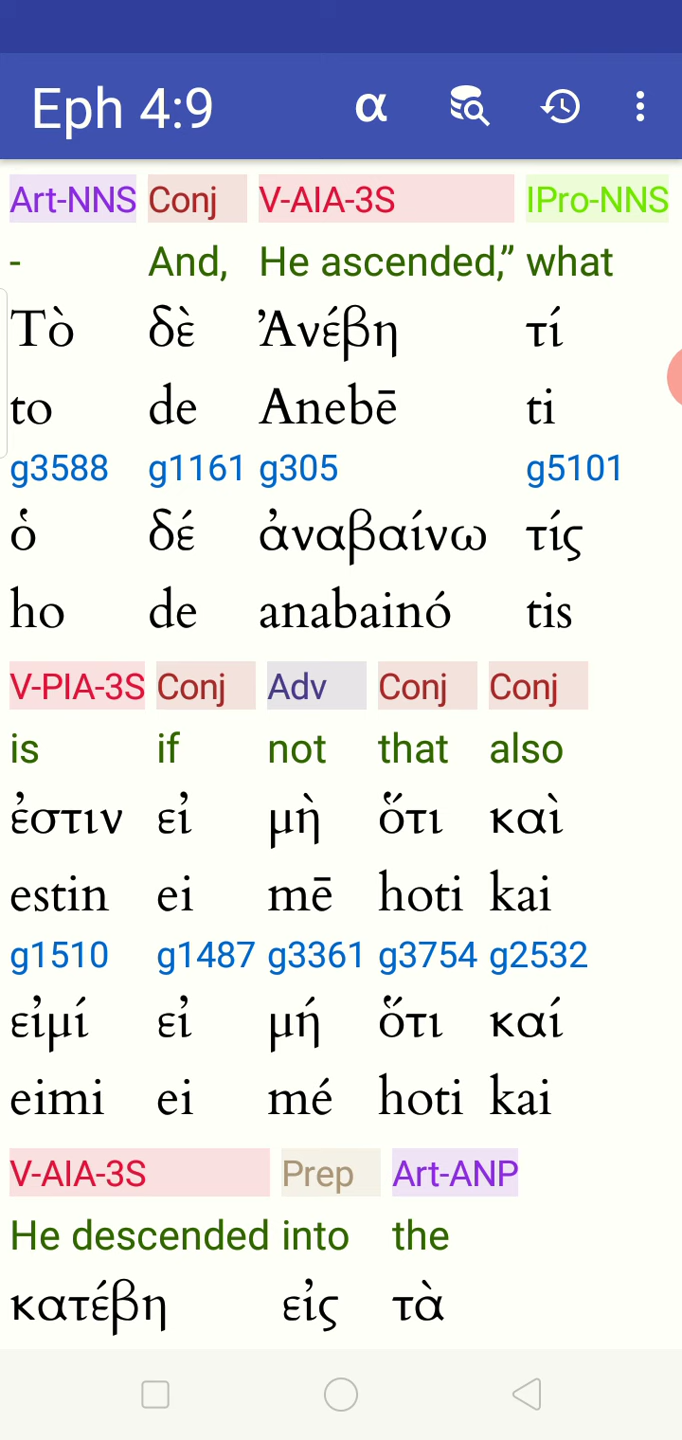 Eph 4:9 α
Art-NNS Conj V-AIA-3S IPro-NNS
- And, He ascended,” what
Τὸ δὲ Ἀνέβη τί
to de Anebē ti
g3588 g1161 g305 g5101
ὁ δέ ἀναβαίνω τίς
ho de anabainó tis
V-PIA-3S Conj Adv Conj Conj
is if not that also
ἐστιν εἰ μὴ ὅτι καὶ
estin ei mē hoti kai
g1510 g1487 g3361 g3754 g2532
εἰμί εἰ μή ὅτι καί
eimi ei mé hoti kai
V-AIA-3S Prep Art-ANP
He descended into the
κατέβη εἰς τὰ